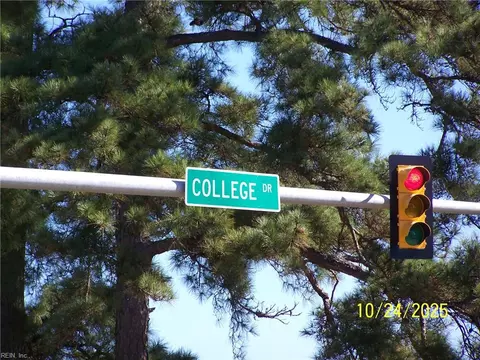 COLLEGE DR
10/24/2025
REIN, Inc.